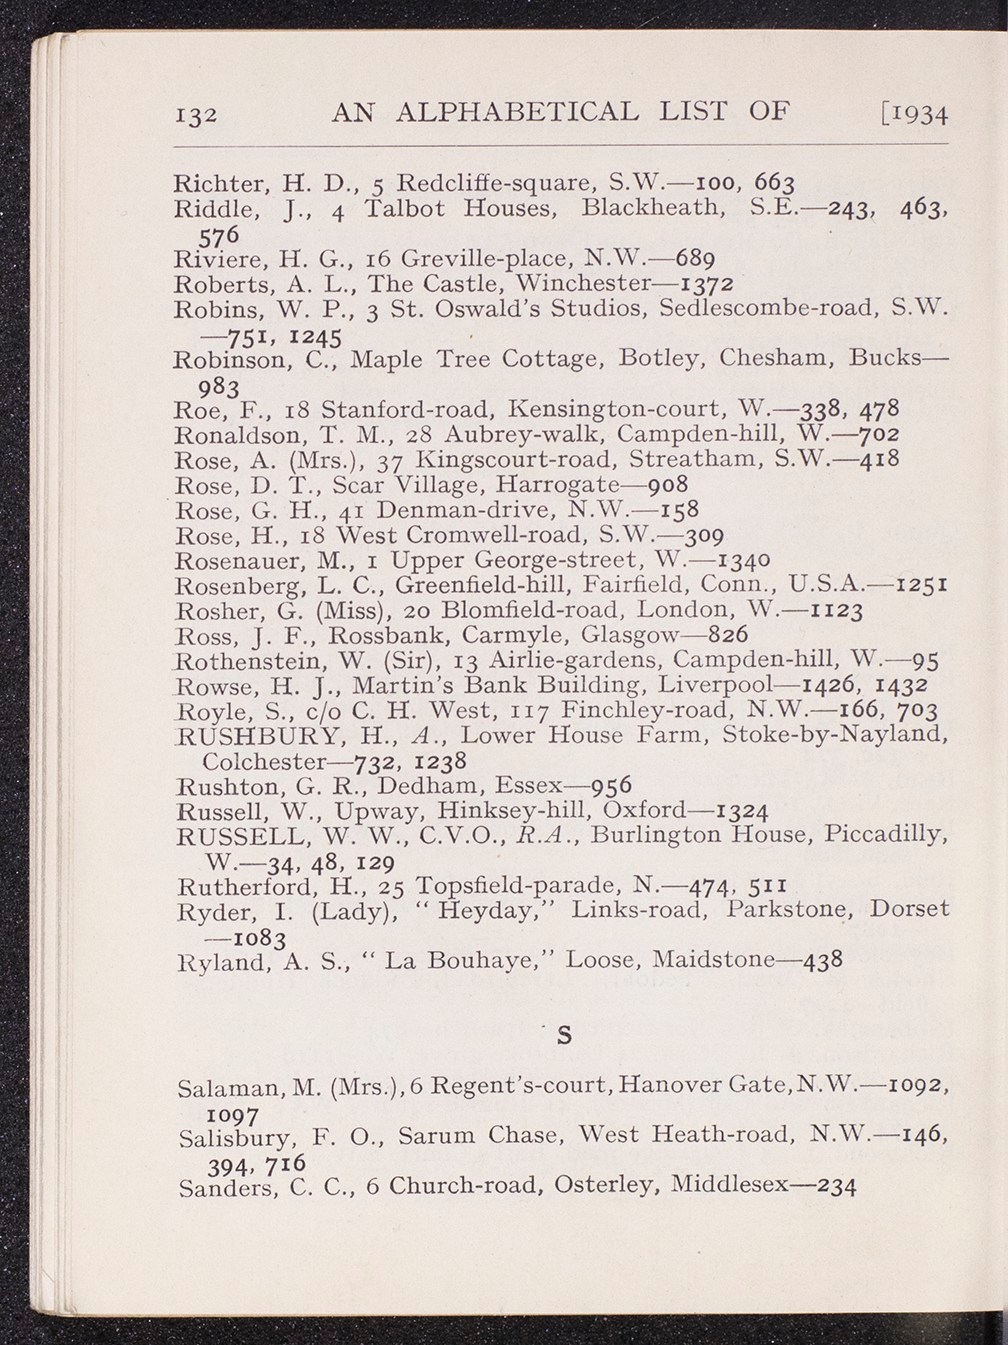 132 AN ALPHABETICAL LIST OF [1934
Richter, H. D., 5 Redcliffe-square, S.W.—100, 663
Riddle, J., 4 Talbot Houses, Blackheath, S.E.—243, 463,
576
Riviere, H. G., 16 Greville-place, N.W.—689
Roberts, A. L., The Castle, Winchester—1372
Robins, W. P., 3 St. Oswald's Studios, Sedlescombe-road, S.W.
—751, 1245
Robinson, C., Maple Tree Cottage, Botley, Chesham, Bucks—
983
Roe, F., 18 Stanford-road, Kensington-court, W.—338, 478
Ronaldson, T. M., 28 Aubrey-walk, Campden-hill, W.—702
Rose, A. (Mrs.), 37 Kingscourt-road, Streatham, S.W.—418
Rose, D. T., Scar Village, Harrogate—908
Rose, G. H., 41 Denman-drive, N.W.—158
Rose, H., 18 West Cromwell-road, S.W.—309
Rosenauer, M., 1 Upper George-street, W.—1340
Rosenberg, L. C., Greenfield-hill, Fairfield, Conn., U.S.A.—1251
Rosher, G. (Miss), 20 Blomfield-road, London, W.—1123
Ross, J. F., Rossbank, Carmyle, Glasgow—826
Rothenstein, W. (Sir), 13 Airlie-gardens, Campden-hill, W.—95
Rowse, H. J., Martin's Bank Building, Liverpool—1426, 1432
Royle, S., c/o C. H. West, 117 Finchley-road, N.W.—166, 703
RUSHBURY, H., A., Lower House Farm, Stoke-by-Nayland,
Colchester—732, 1238
Rushton, G. R., Dedham, Essex—956
Russell, W., Upway, Hinksey-hill, Oxford—1324
RUSSELL, W. W., C.V.O., R.A., Burlington House, Piccadilly,
W.—34, 48, 129
Rutherford, H., 25 Topsfield-parade, N.—474, 511
Ryder, I. (Lady), “ Heyday,” Links-road, Parkstone, Dorset
—1083
Ryland, A. S., “ La Bouhaye,” Loose, Maidstone—438
S
Salaman, M. (Mrs.), 6 Regent's-court, Hanover Gate, N.W.—1092,
1097
Salisbury, F. O., Sarum Chase, West Heath-road, N.W.—146,
394, 716
Sanders, C. C., 6 Church-road, Osterley, Middlesex—234